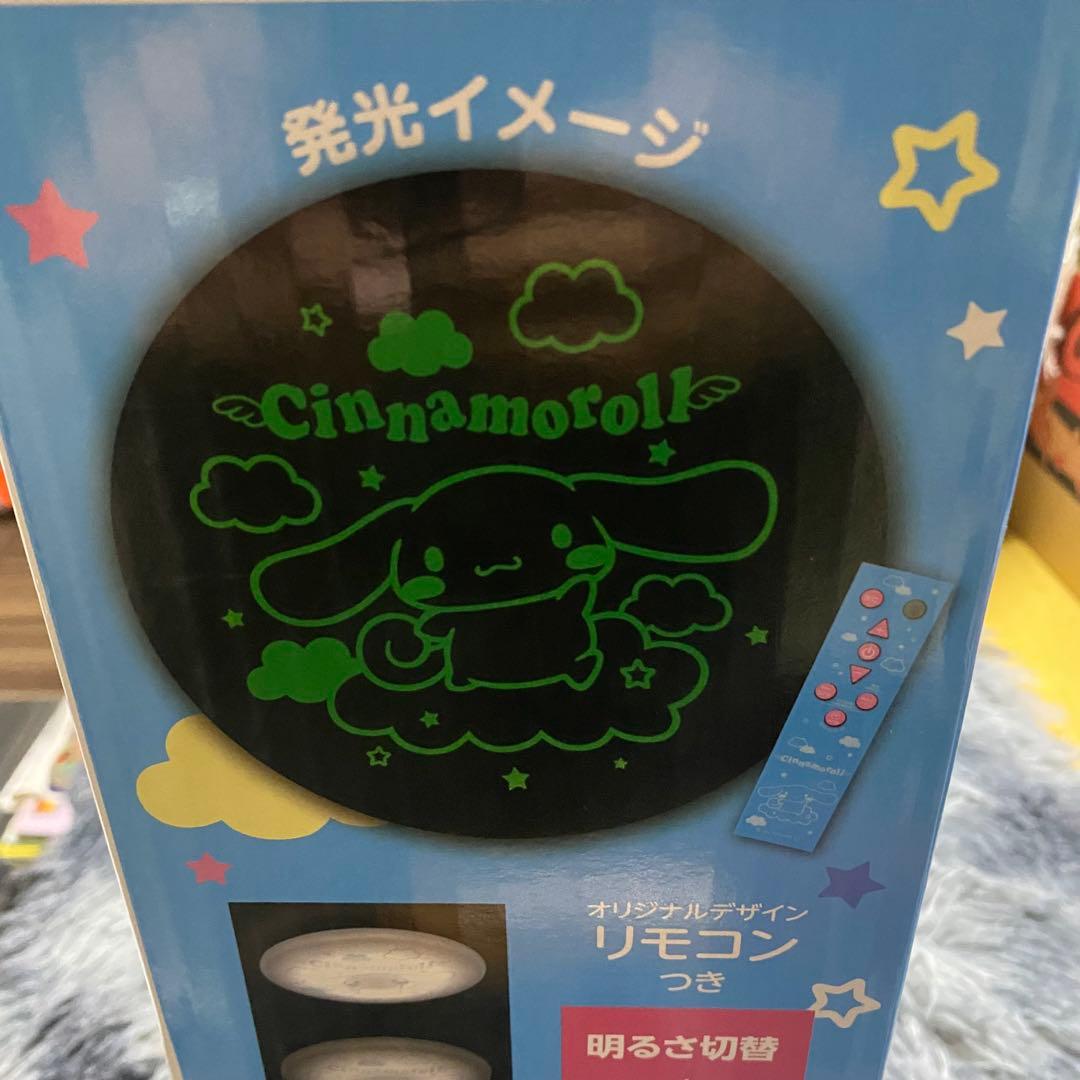 発光イメージ
Cinnamoroll
Cinnamoroll
オリジナルデザイン
リモコン
つき
明るさ切替